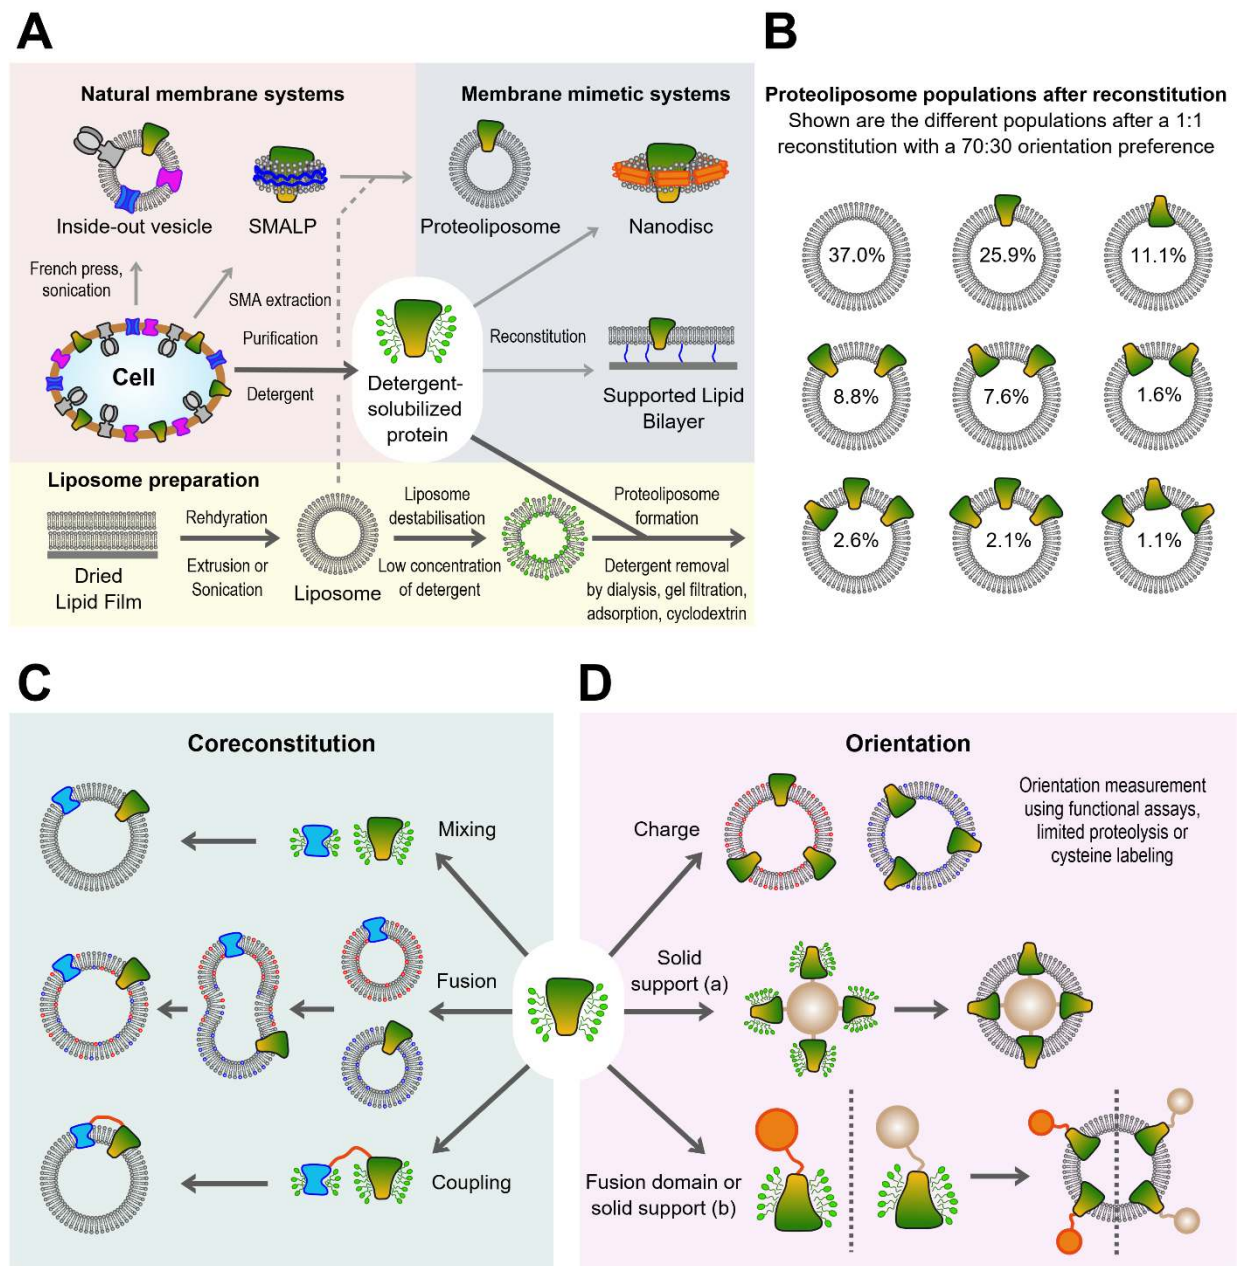 A
Natural membrane systems
Membrane mimetic systems
Inside-out vesicle
SMALP
Proteoliposome
Nanodisc
French press,
sonication
SMA extraction
Purification
Detergent
Cell
Detergent-
solubilized
protein
Reconstitution
Supported Lipid
Bilayer
Liposome preparation
Dried
Lipid Film
Rehdyration
Extrusion or
Sonication
Liposome
Liposome
destabilisation
Low concentration
of detergent
Proteoliposome
formation
Detergent removal
by dialysis, gel filtration,
adsorption, cyclodextrin
B
Proteoliposome populations after reconstitution
Shown are the different populations after a 1:1
reconstitution with a 70:30 orientation preference
37.0%
25.9%
11.1%
8.8%
7.6%
1.6%
2.6%
2.1%
1.1%
C
Coreconstitution
Mixing
Fusion
Coupling
D
Orientation
Charge
Orientation measurement
using functional assays,
limited proteolysis or
cysteine labeling
Solid
support (a)
Fusion domain or
solid support (b)